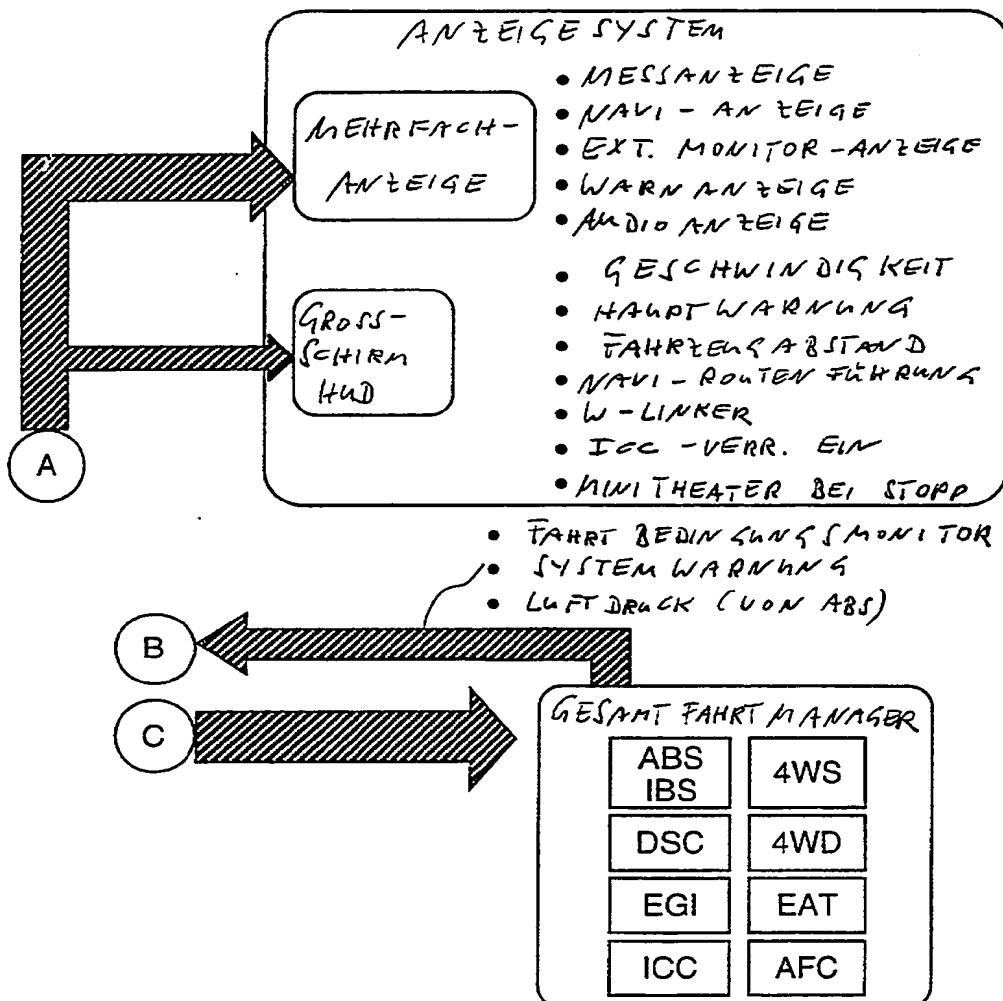 ANZEIGESYSTEM
MEHRFACH-
ANZEIGE
• MESSANZEIGE
• NAVI-ANZEIGE
• EXT. MONITOR-ANZEIGE
• WARNANZEIGE
• AUDIOANZEIGE
GROSS-
SCHIRM
HUD
• GESCHWINDIGKEIT
• HAUPTWARNUNG
• FAHRZEUGABSTAND
• NAVI-ROUTENFÜHRUNG
• W-LINKER
• ICC-VERR. EIN
• MINITHEATER BEI STOPP
A
• FAHRTBEDINGUNGSMONITOR
• SYSTEMWARNUNG
• LUFTDRUCK (VON ABS)
B
C
GESAMTFAHRTMANAGER
ABS
IBS
4WS
DSC
4WD
EGI
EAT
ICC
AFC